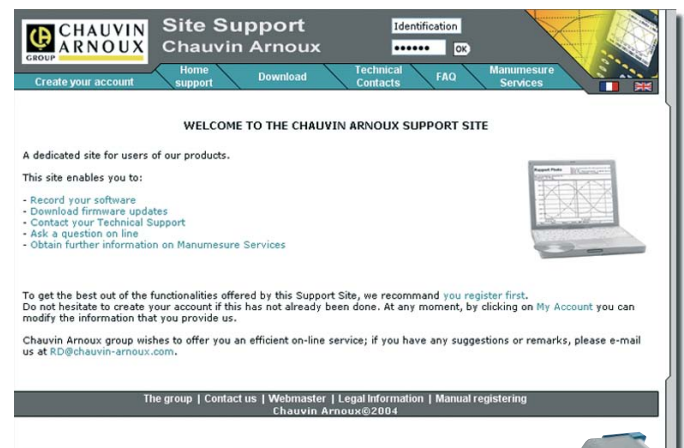 CHAUVIN
ARNOUX
GROUP
Site Support
Chauvin Arnoux
Identification
OK
Create your account
Home support
Download
Technical Contacts
FAQ
Manumesure Services
WELCOME TO THE CHAUVIN ARNOUX SUPPORT SITE
A dedicated site for users of our products.
This site enables you to:
- Record your software
- Download firmware updates
- Contact your Technical Support
- Ask a question on line
- Obtain further information on Manumesure Services
To get the best out of the functionalities offered by this Support Site, we recommand you register first.
Do not hesitate to create your account if this has not already been done. At any moment, by clicking on My Account you can
modify the information that you provide us.
Chauvin Arnoux group wishes to offer you an efficient on-line service; if you have any suggestions or remarks, please e-mail
us at RD@chauvin-arnoux.com.
The group | Contact us | Webmaster | Legal Information | Manual registering
Chauvin Arnoux©2004